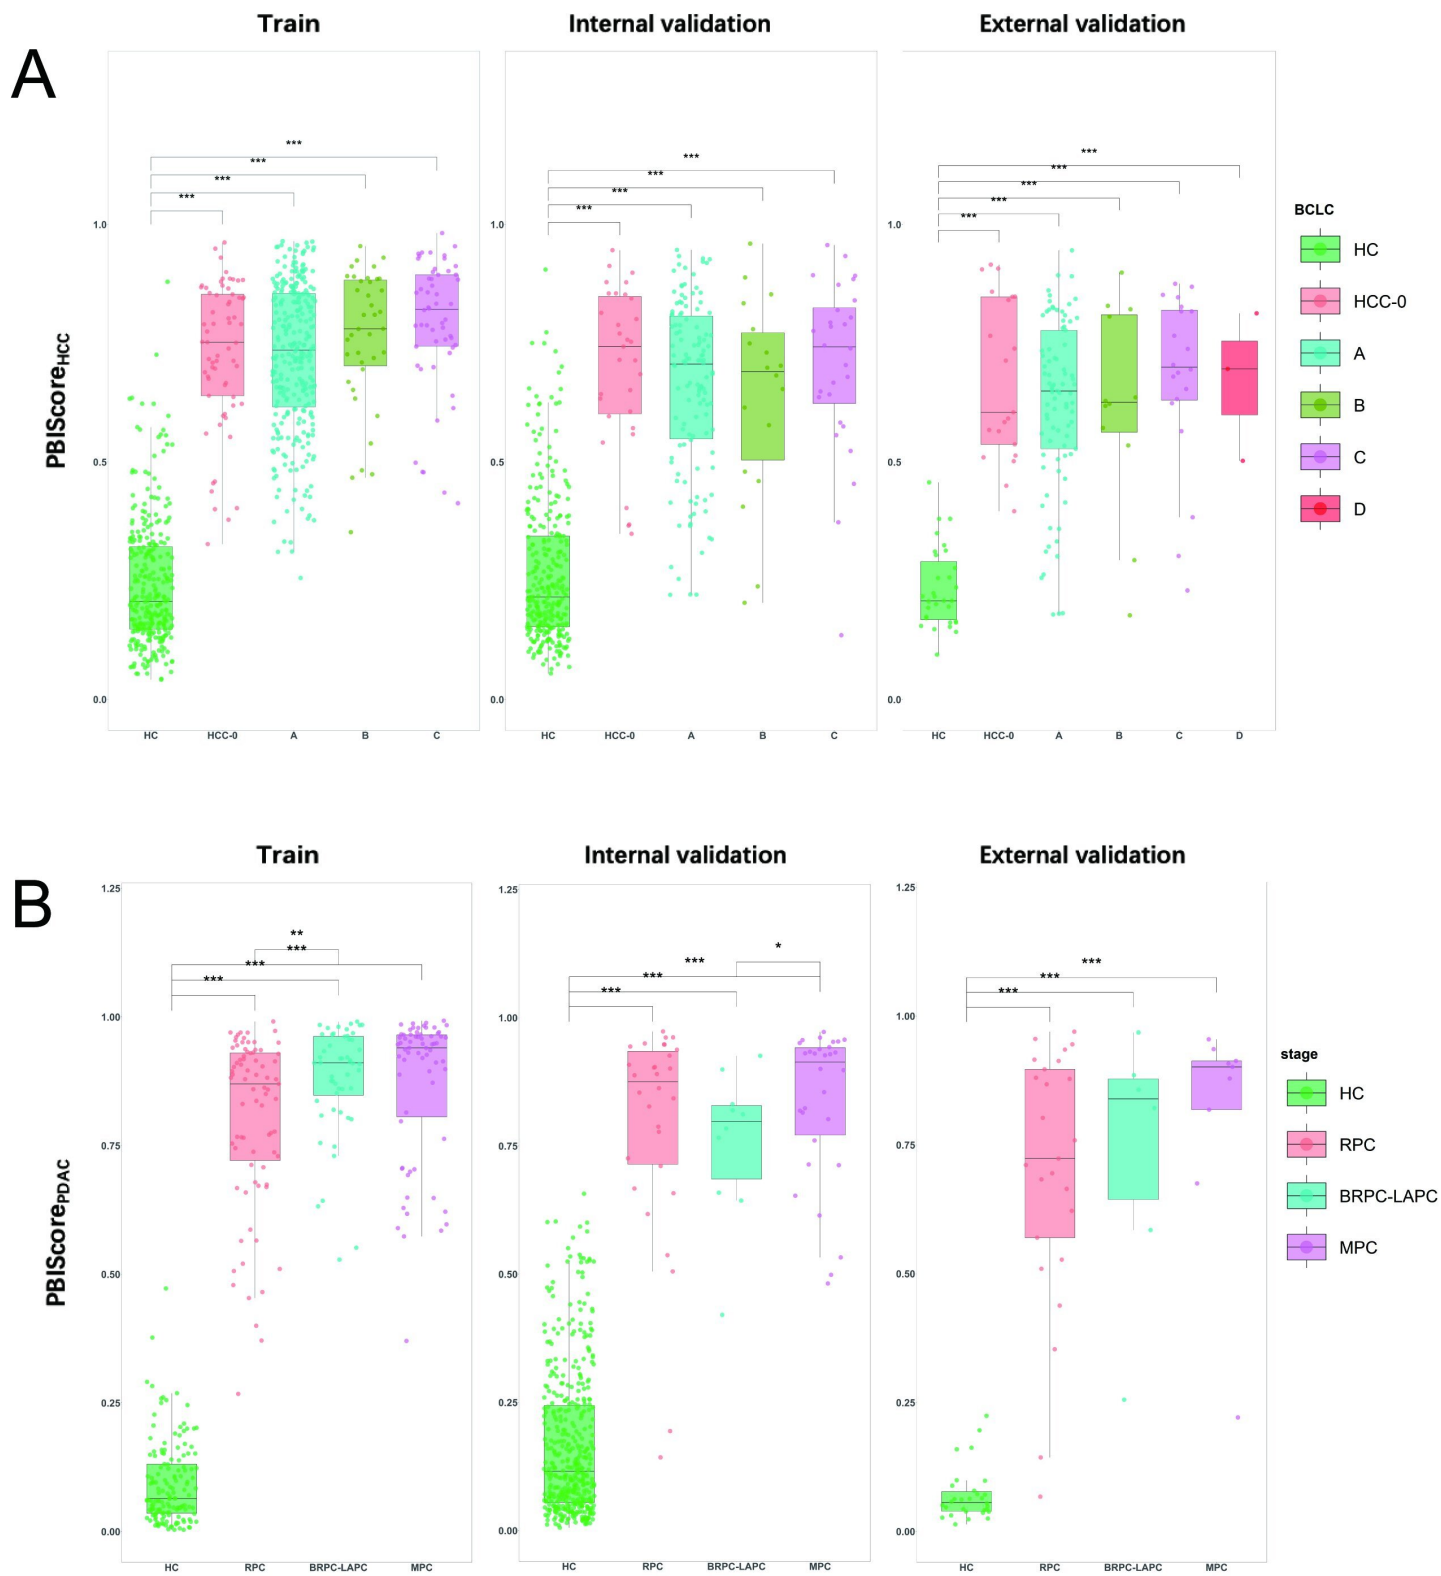 Train
Internal validation
External validation
A
PBIScoreHCC
***
***
***
***
1.0
0.5
0.0
HC
HCC-0
A
B
C
***
***
***
***
1.0
0.5
0.0
HC
HCC-0
A
B
C
***
***
***
***
***
1.0
0.5
0.0
HC
HCC-0
A
B
C
D
BCLC
HC
HCC-0
A
B
C
D
Train
Internal validation
External validation
B
PBIScorePDAC
1.25
**
***
***
***
1.00
0.75
0.50
0.25
0.00
HC
RPC
BRPC-LAPC
MPC
1.25
*
***
***
***
1.00
0.75
0.50
0.25
0.00
HC
RPC
BRPC-LAPC
MPC
1.25
***
***
***
1.00
0.75
0.50
0.25
0.00
HC
RPC
BRPC-LAPC
MPC
stage
HC
RPC
BRPC-LAPC
MPC